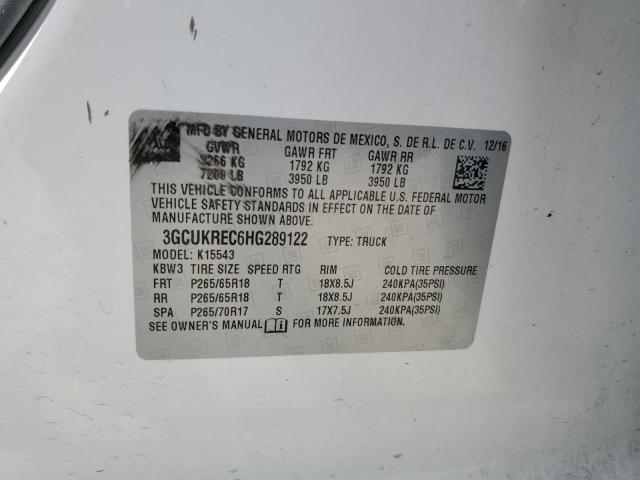 MFD BY GENERAL MOTORS DE MEXICO, S. DE R.L. DE C.V. 12/16
GVWR GAWR FRT GAWR RR
3266 KG 1792 KG 1792 KG
7200 LB 3950 LB 3950 LB
THIS VEHICLE CONFORMS TO ALL APPLICABLE U.S. FEDERAL MOTOR
VEHICLE SAFETY STANDARDS IN EFFECT ON THE DATE OF
MANUFACTURE SHOWN ABOVE.
3GCUKREC6HG289122 TYPE: TRUCK
MODEL: K15543
KBW3 TIRE SIZE SPEED RTG RIM COLD TIRE PRESSURE
FRT P265/65R18 T 18X8.5J 240KPA(35PSI)
RR P265/65R18 T 18X8.5J 240KPA(35PSI)
SPA P265/70R17 S 17X7.5J 240KPA(35PSI)
SEE OWNER'S MANUAL FOR MORE INFORMATION.